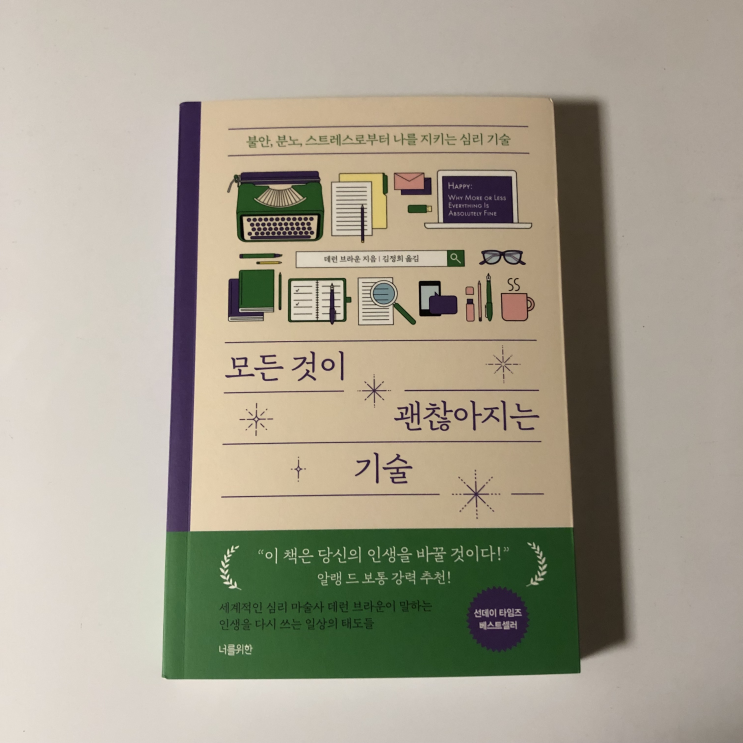 불안, 분노, 스트레스로부터 나를 지키는 심리 기술
HAPPY:
WHY MORE OR LESS
EVERYTHING IS
ABSOLUTELY FINE
데런 브라운 지음 | 김정희 옮김
모든 것이
괜찮아지는
기술
“이 책은 당신의 인생을 바꿀 것이다!”
알랭 드 보통 강력 추천!
세계적인 심리 마술사 데런 브라운이 말하는
인생을 다시 쓰는 일상의 태도들
선데이 타임즈
베스트셀러
너를위한